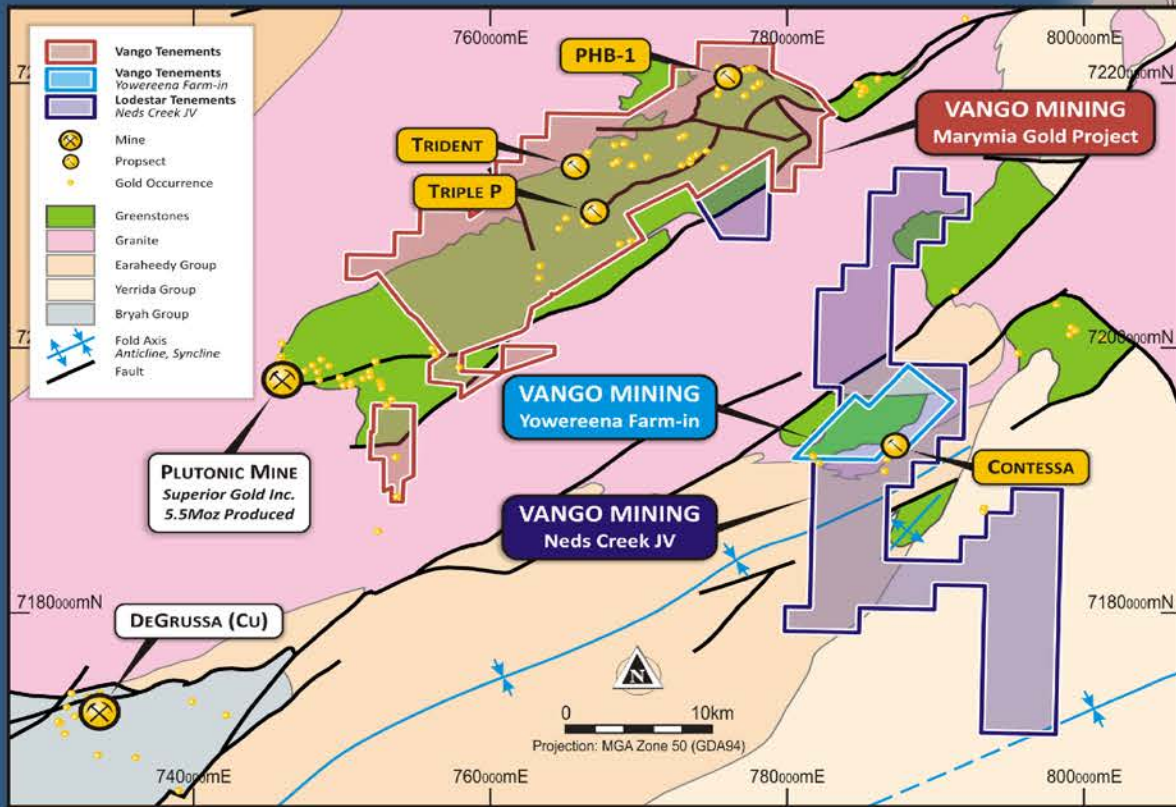 760000mE
780000mE
800000mE
Vango Tenements
Vango Tenements
Yowereena Farm-in
Lodestar Tenements
Neds Creek JV
Mine
Propsect
Gold Occurrence
Greenstones
Granite
Earaheedy Group
Yerrida Group
Bryah Group
Fold Axis
Anticline, Syncline
Fault
PHB-1
7220000mN
VANGO MINING
Marymia Gold Project
TRIDENT
TRIPLE P
7200000mN
VANGO MINING
Yowereena Farm-in
PLUTONIC MINE
Superior Gold Inc.
5.5Moz Produced
CONTESSA
VANGO MINING
Neds Creek JV
7180000mN
7180000mN
DEGRUSSA (CU)
N
0 10km
Projection: MGA Zone 50 (GDA94)
740000mE
760000mE
780000mE
800000mE